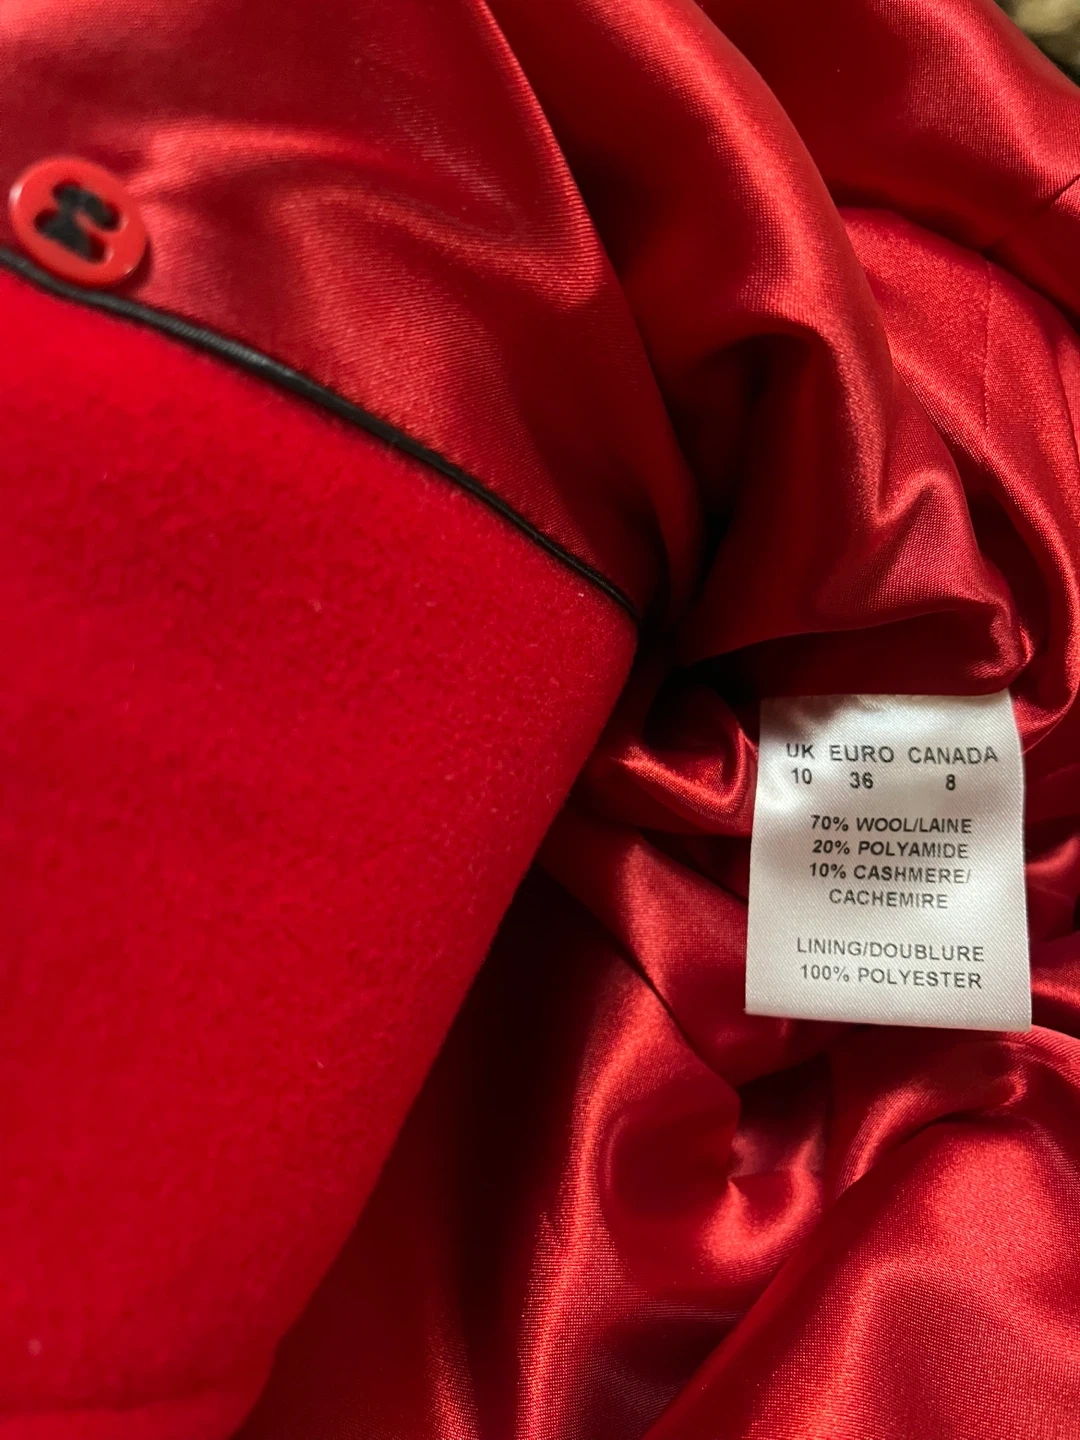 UK EURO CANADA
10 36 8
70% WOOL/LAINE
20% POLYAMIDE
10% CASHMERE/
CACHEMIRE
LINING/DOUBLURE
100% POLYESTER